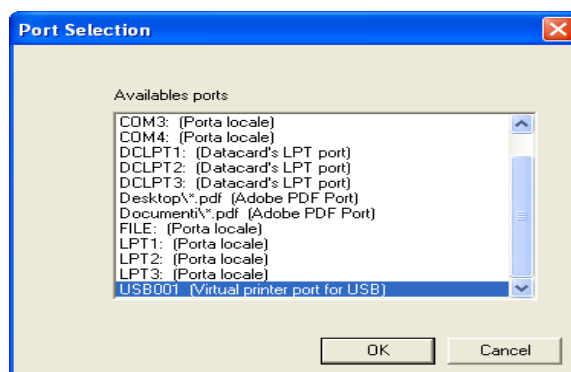 Port Selection
Availables ports
COM3: (Porta locale)
COM4: (Porta locale)
DCLPT1: (Datacard's LPT port)
DCLPT2: (Datacard's LPT port)
DCLPT3: (Datacard's LPT port)
Desktop\*.pdf (Adobe PDF Port)
Documenti\*.pdf (Adobe PDF Port)
FILE: (Porta locale)
LPT1: (Porta locale)
LPT2: (Porta locale)
LPT3: (Porta locale)
USB001 (Virtual printer port for USB)
OK Cancel